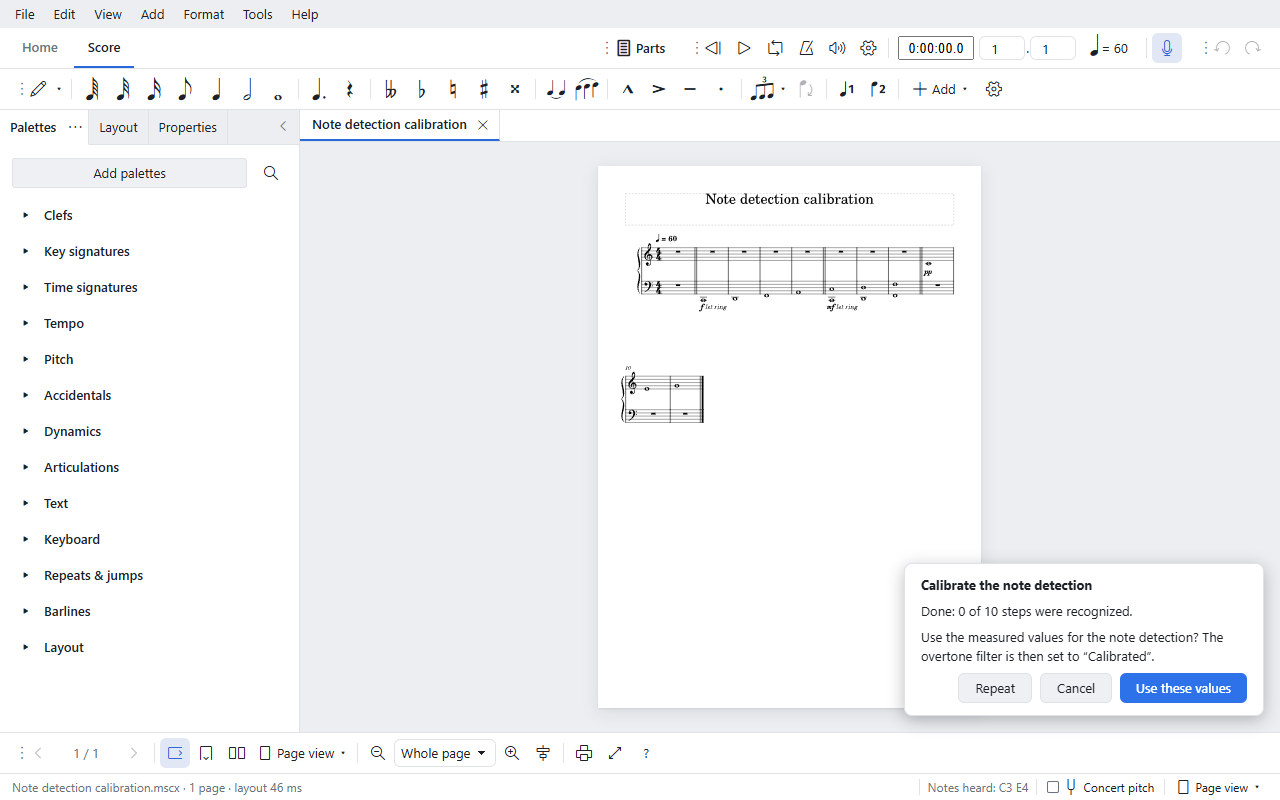 File Edit View Add Format Tools Help
Home Score Parts 0:00:00.0 1 . 1 = 60
3 1 2 Add
Palettes ··· Layout Properties
Note detection calibration
Add palettes
Clefs
Key signatures
Time signatures
Tempo
Pitch
Accidentals
Dynamics
Articulations
Text
Keyboard
Repeats & jumps
Barlines
Layout
Note detection calibration
= 60
pp
f let ring
mf let ring
10
Calibrate the note detection
Done: 0 of 10 steps were recognized.
Use the measured values for the note detection? The
overtone filter is then set to “Calibrated”.
Repeat Cancel Use these values
1 / 1 Page view Whole page ?
Note detection calibration.mscx · 1 page · layout 46 ms
Notes heard: C3 E4 Concert pitch Page view